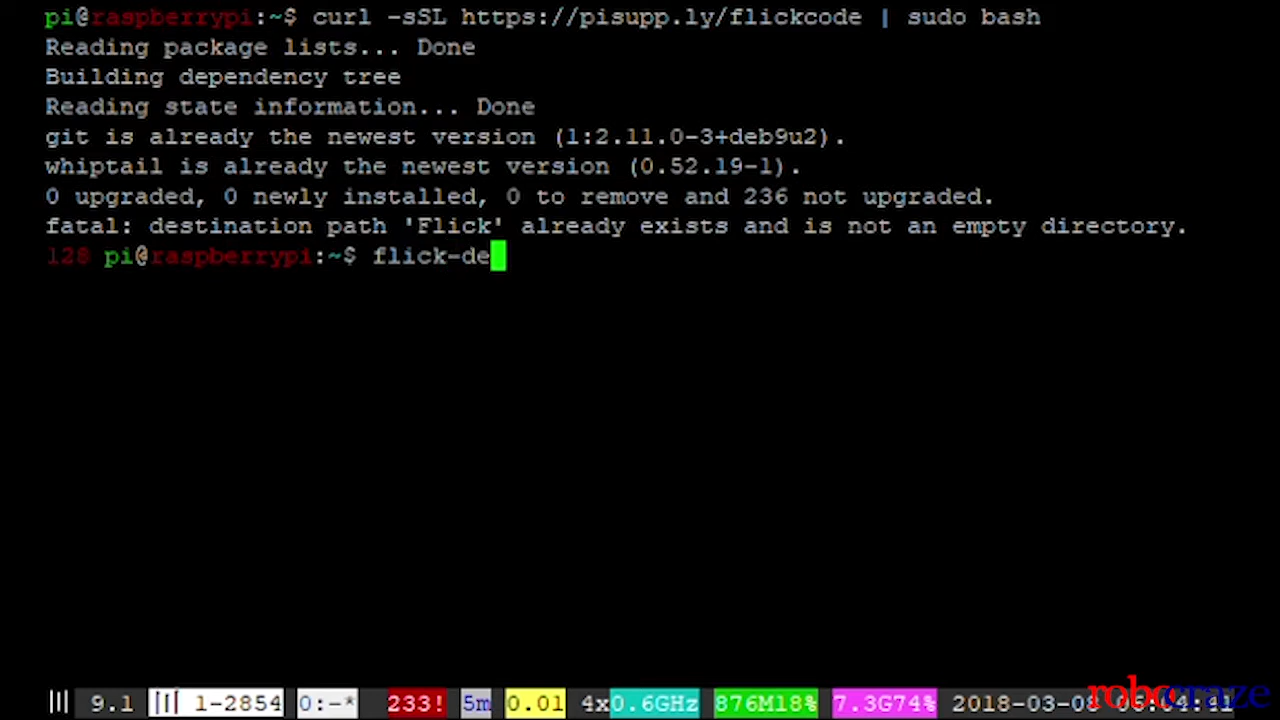 pi@raspberrypi:~$ curl -sSL https://pisupp.ly/flickcode | sudo bash
Reading package lists... Done
Building dependency tree
Reading state information... Done
git is already the newest version (1:2.11.0-3+deb9u2).
whiptail is already the newest version (0.52.19-1).
0 upgraded, 0 newly installed, 0 to remove and 236 not upgraded.
fatal: destination path 'Flick' already exists and is not an empty directory.
128 pi@raspberrypi:~$ flick-de
9.1 1-2854 0:-* 233! 5m 0.01 4x0.6GHz 876M18% 7.3G74% 2018-03-08
robocraze